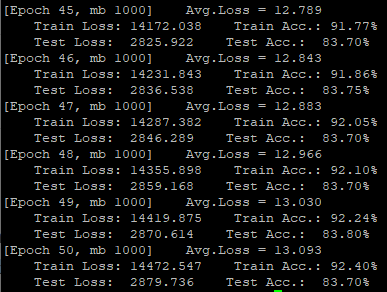 [Epoch 45, mb 1000] Avg.Loss = 12.789
Train Loss: 14172.038 Train Acc.: 91.77%
Test Loss: 2825.922 Test Acc.: 83.70%
[Epoch 46, mb 1000] Avg.Loss = 12.843
Train Loss: 14231.843 Train Acc.: 91.86%
Test Loss: 2836.538 Test Acc.: 83.75%
[Epoch 47, mb 1000] Avg.Loss = 12.883
Train Loss: 14287.382 Train Acc.: 92.05%
Test Loss: 2846.289 Test Acc.: 83.70%
[Epoch 48, mb 1000] Avg.Loss = 12.966
Train Loss: 14355.898 Train Acc.: 92.10%
Test Loss: 2859.168 Test Acc.: 83.70%
[Epoch 49, mb 1000] Avg.Loss = 13.030
Train Loss: 14419.875 Train Acc.: 92.24%
Test Loss: 2870.614 Test Acc.: 83.80%
[Epoch 50, mb 1000] Avg.Loss = 13.093
Train Loss: 14472.547 Train Acc.: 92.40%
Test Loss: 2879.736 Test Acc.: 83.70%